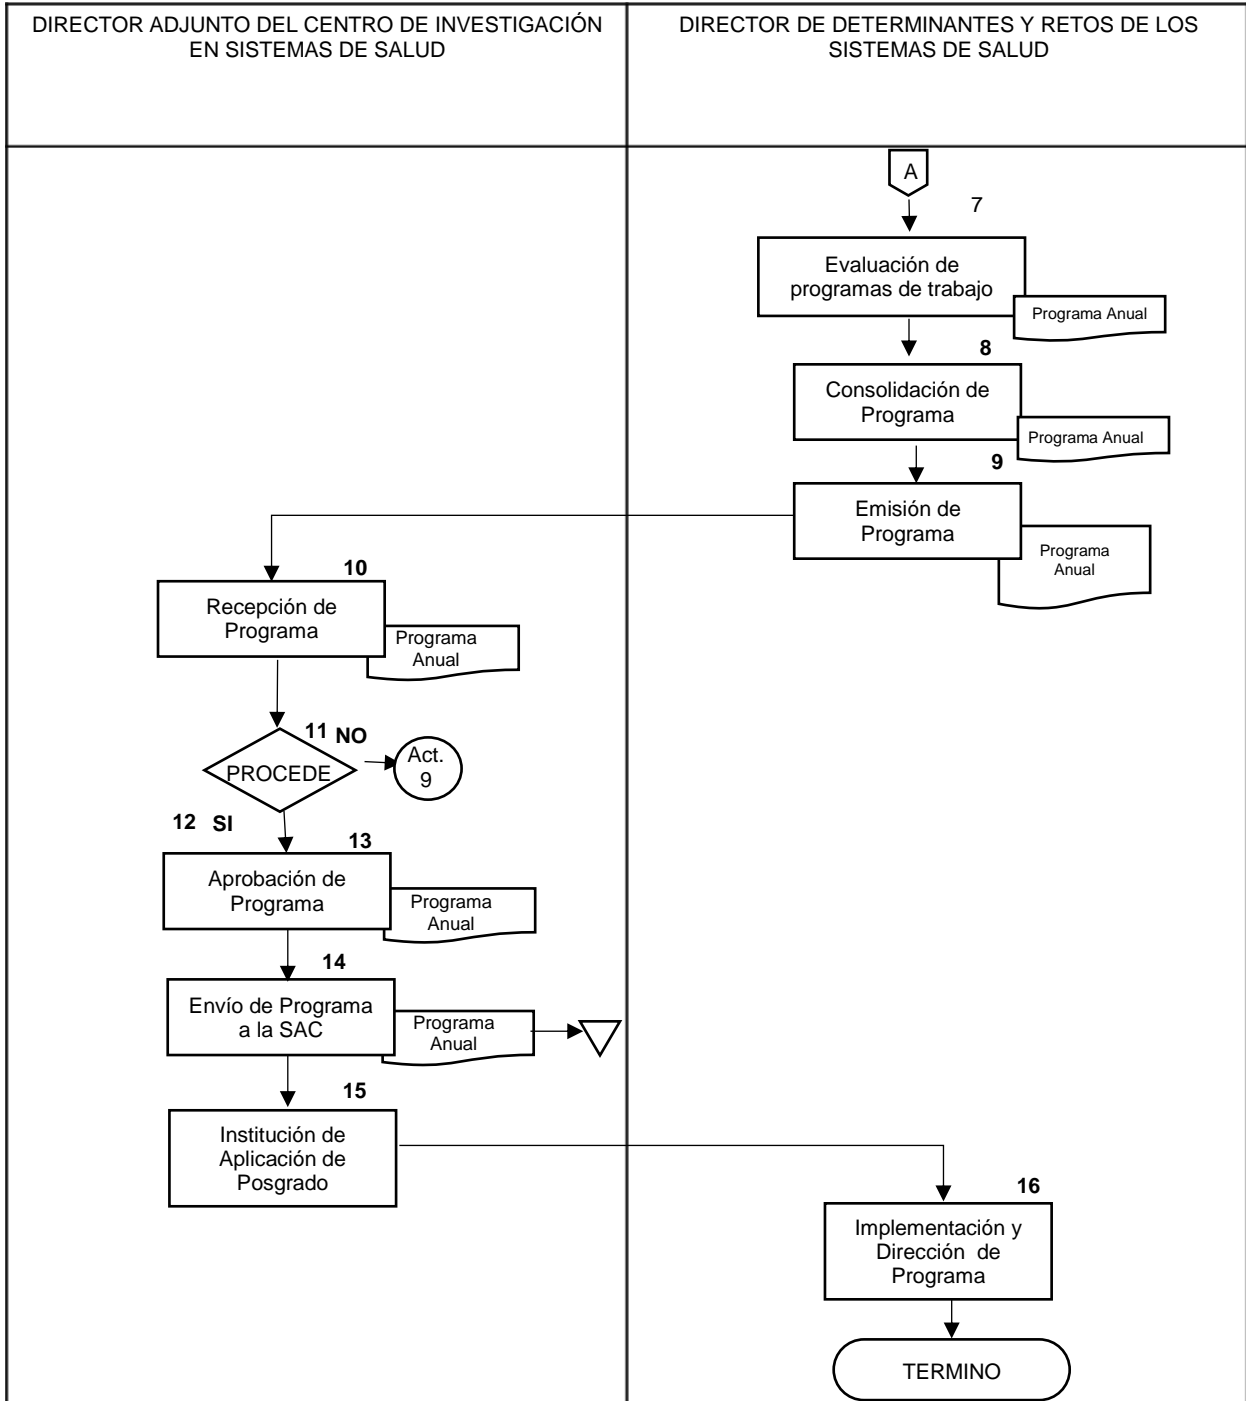 DIRECTOR ADJUNTO DEL CENTRO DE INVESTIGACIÓN
EN SISTEMAS DE SALUD
DIRECTOR DE DETERMINANTES Y RETOS DE LOS
SISTEMAS DE SALUD
A
7
Evaluación de
programas de trabajo
Programa Anual
8
Consolidación de
Programa
Programa Anual
9
Emisión de
Programa
Programa
Anual
10
Recepción de
Programa
Programa
Anual
11 NO
PROCEDE
Act.
9
12 SI
13
Aprobación de
Programa
Programa
Anual
14
Envío de Programa
a la SAC
Programa
Anual
15
Institución de
Aplicación de
Posgrado
16
Implementación y
Dirección de
Programa
TERMINO